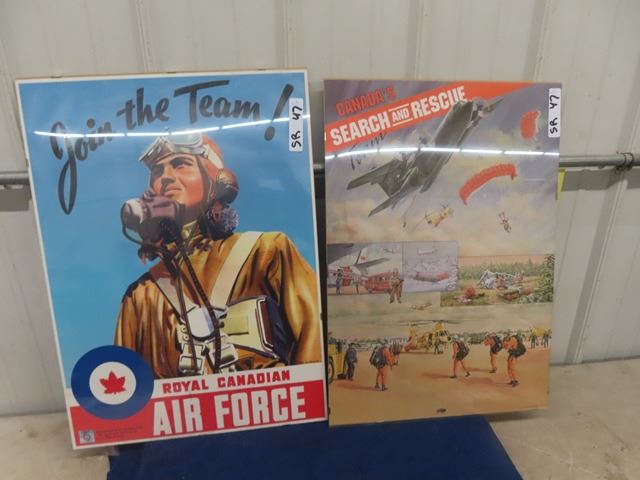 Join the Team!
SR 47
ROYAL CANADIAN
AIR FORCE
CANADA'S
SEARCH AND RESCUE
SR 47